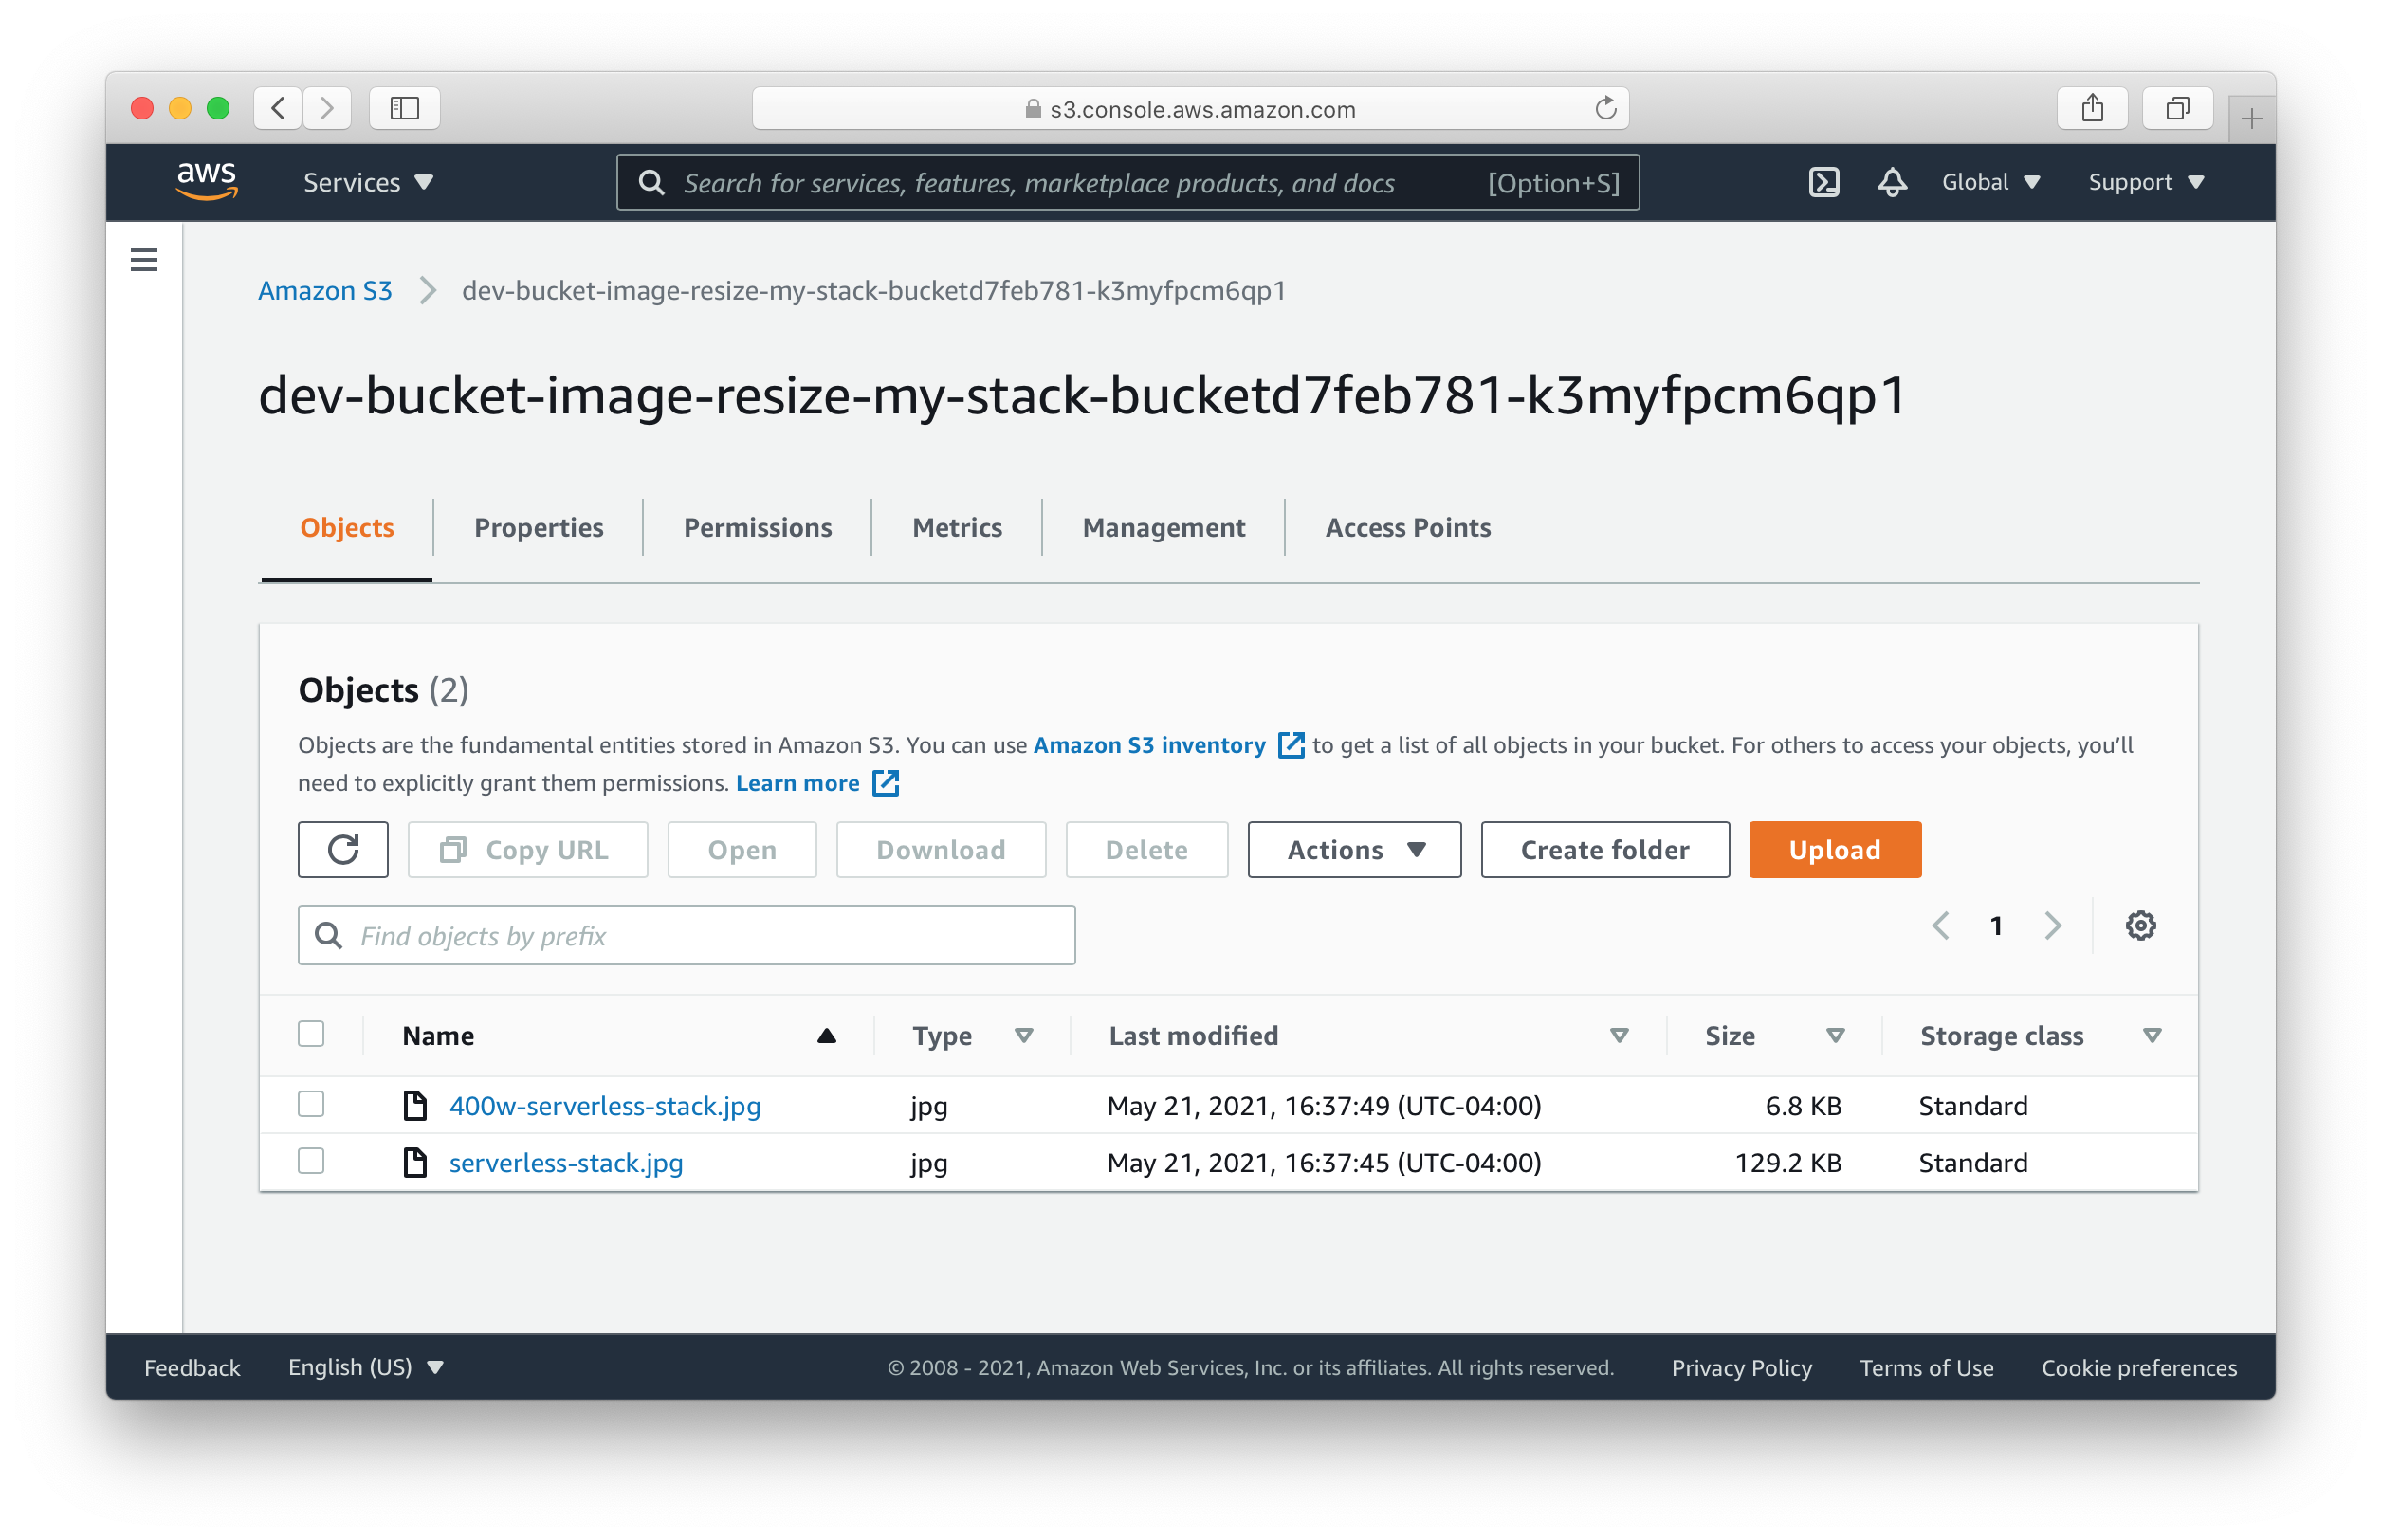 s3.console.aws.amazon.com
aws Services Search for services, features, marketplace products, and docs [Option+S] Global Support
Amazon S3 dev-bucket-image-resize-my-stack-bucketd7feb781-k3myfpcm6qp1
dev-bucket-image-resize-my-stack-bucketd7feb781-k3myfpcm6qp1
Objects Properties Permissions Metrics Management Access Points
Objects (2)
Objects are the fundamental entities stored in Amazon S3. You can use Amazon S3 inventory to get a list of all objects in your bucket. For others to access your objects, you'll
need to explicitly grant them permissions. Learn more
Copy URL Open Download Delete Actions Create folder Upload
Find objects by prefix 1
Name Type Last modified Size Storage class
400w-serverless-stack.jpg jpg May 21, 2021, 16:37:49 (UTC-04:00) 6.8 KB Standard
serverless-stack.jpg jpg May 21, 2021, 16:37:45 (UTC-04:00) 129.2 KB Standard
Feedback English (US) © 2008 - 2021, Amazon Web Services, Inc. or its affiliates. All rights reserved. Privacy Policy Terms of Use Cookie preferences